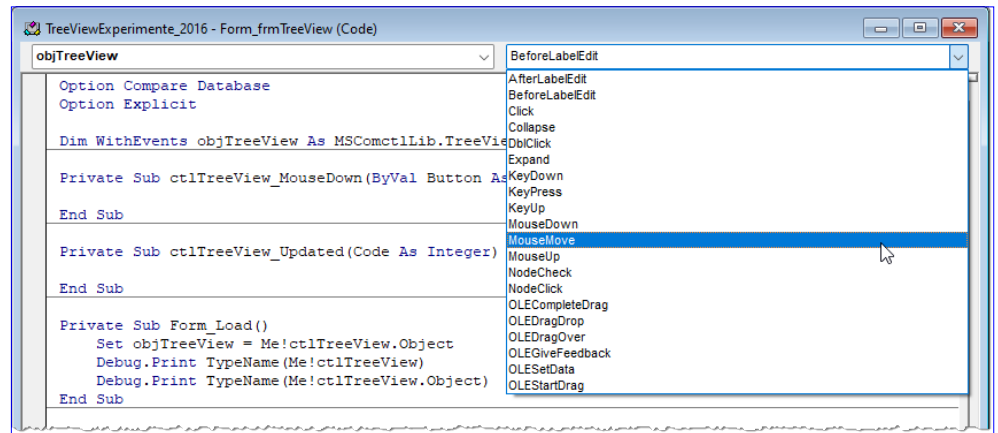 TreeViewExperimente_2016 - Form_frmTreeView (Code)
objTreeView
BeforeLabelEdit
Option Compare Database
Option Explicit
Dim WithEvents objTreeView As MSComctlLib.TreeVie
Private Sub ctlTreeView_MouseDown(ByVal Button As
End Sub
Private Sub ctlTreeView_Updated(Code As Integer)
End Sub
Private Sub Form_Load()
Set objTreeView = Me!ctlTreeView.Object
Debug.Print TypeName(Me!ctlTreeView)
Debug.Print TypeName(Me!ctlTreeView.Object)
End Sub
AfterLabelEdit
BeforeLabelEdit
Click
Collapse
DblClick
Expand
KeyDown
KeyPress
KeyUp
MouseDown
MouseMove
MouseUp
NodeCheck
NodeClick
OLECompleteDrag
OLEDragDrop
OLEDragOver
OLEGiveFeedback
OLESetData
OLEStartDrag